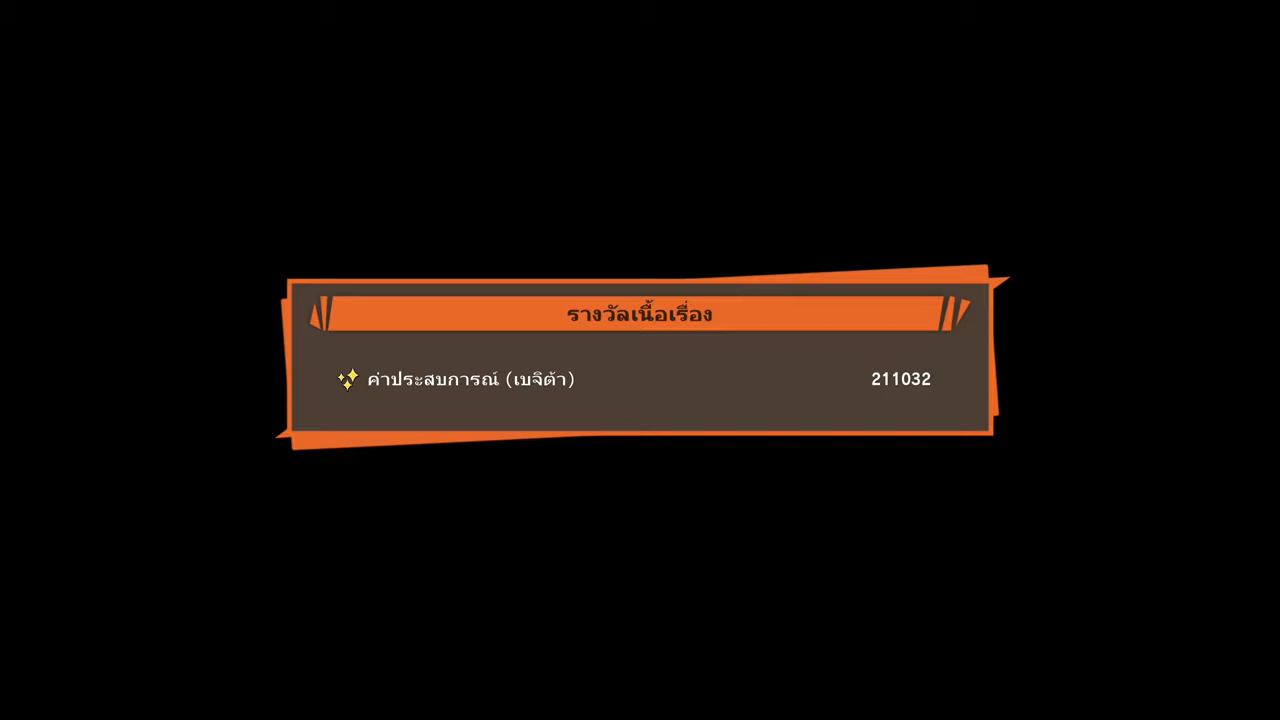 รางวัลเนื้อเรื่อง
ค่าประสบการณ์ (เบจิต้า) 211032